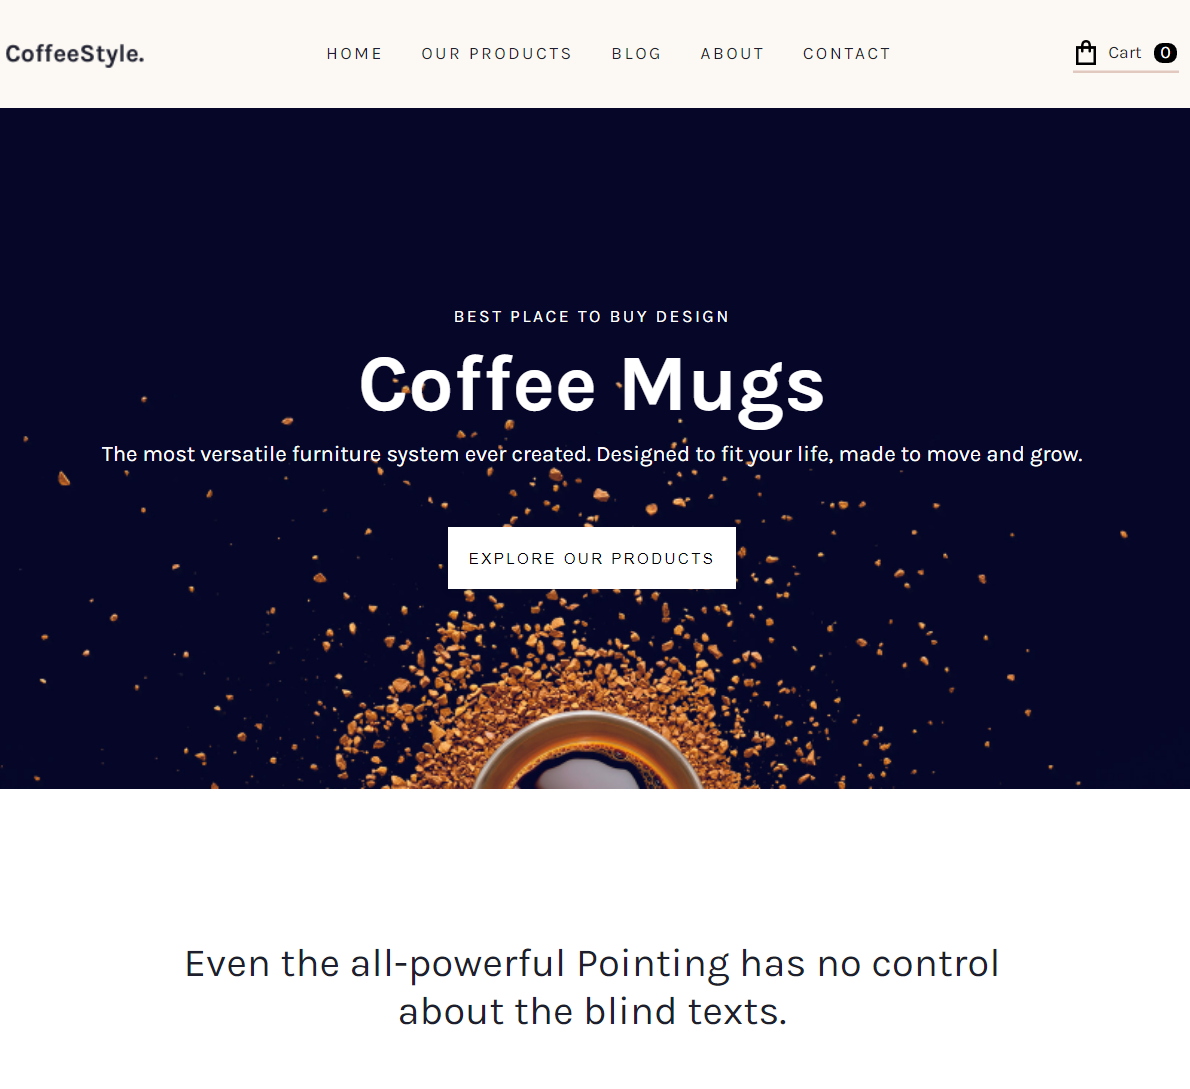 CoffeeStyle.
HOME OUR PRODUCTS BLOG ABOUT CONTACT
Cart 0
BEST PLACE TO BUY DESIGN
Coffee Mugs
The most versatile furniture system ever created. Designed to fit your life, made to move and grow.
EXPLORE OUR PRODUCTS
Even the all-powerful Pointing has no control
about the blind texts.